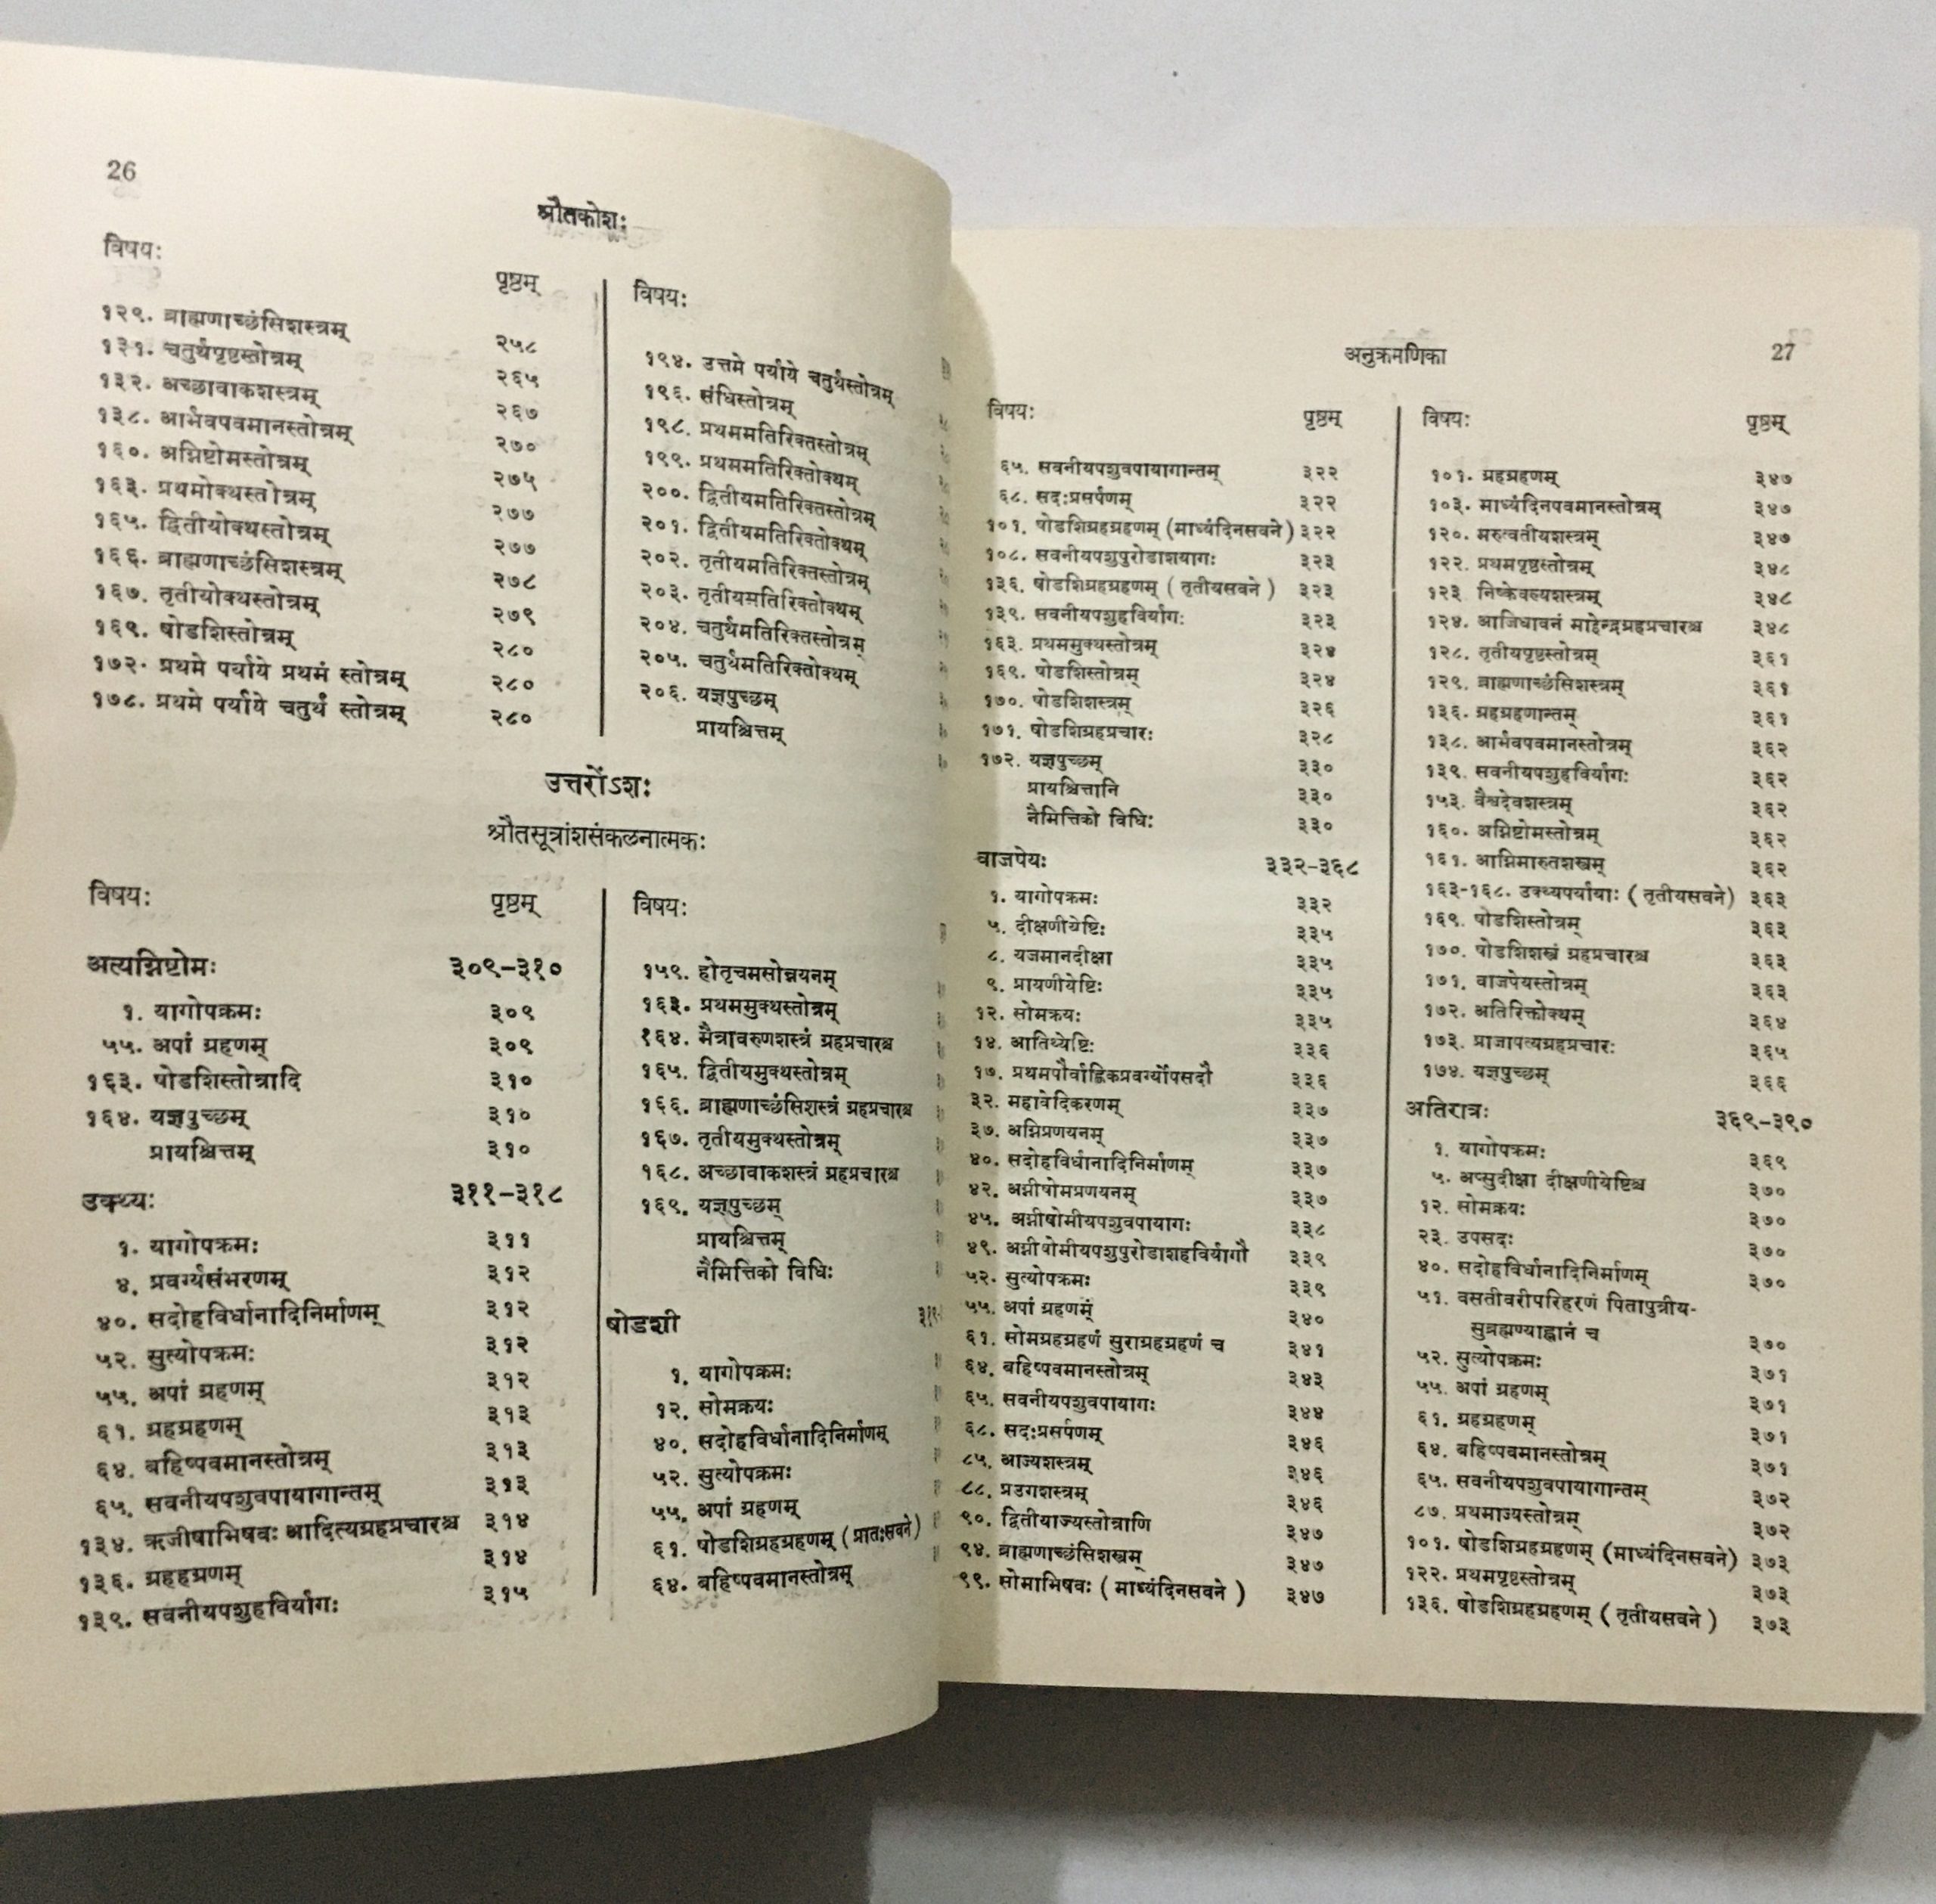 26
श्रौतकोशः
विषयः
पृष्ठम्
१२९. ब्राह्मणाच्छंसिशस्त्रम् २५८
१३१. चतुर्थपृष्ठस्तोत्रम् २६५
१३२. अच्छावाकशस्त्रम् २६७
१३८. आर्भवपवमानस्तोत्रम् २७०
१६०. अग्निष्टोमस्तोत्रम् २७५
१६३. प्रथमोक्थस्तोत्रम् २७७
१६५. द्वितीयोक्थस्तोत्रम् २७७
१६६. ब्राह्मणाच्छंसिशस्त्रम् २७८
१६७. तृतीयोक्थस्तोत्रम् २७९
१६९. षोडशिस्तोत्रम् २८०
१७२. प्रथमे पर्याये प्रथमं स्तोत्रम् २८०
१७८. प्रथमे पर्याये चतुर्थं स्तोत्रम् २८०
विषयः
१९४. उत्तमे पर्याये चतुर्थस्तोत्रम्
१९६. संधिस्तोत्रम्
१९८. प्रथममतिरिक्तस्तोत्रम्
१९९. प्रथममतिरिक्तोक्थम्
२००. द्वितीयमतिरिक्तस्तोत्रम्
२०१. द्वितीयमतिरिक्तोक्थम्
२०२. तृतीयमतिरिक्तस्तोत्रम्
२०३. तृतीयमतिरिक्तोक्थम्
२०४. चतुर्थमतिरिक्तस्तोत्रम्
२०५. चतुर्थमतिरिक्तोक्थम्
२०६. यज्ञपुच्छम्
प्रायश्चित्तम्
उत्तरोंऽशः
श्रौतसूत्रांशसंकलनात्मकः
विषयः पृष्ठम्
अत्यग्निष्टोमः ३०९-३१०
१. यागोपक्रमः ३०९
५५. अपां ग्रहणम् ३०९
१६३. षोडशिस्तोत्रादि ३१०
१६४. यज्ञपुच्छम् ३१०
प्रायश्चित्तम् ३१०
उक्थ्यः ३११-३१८
१. यागोपक्रमः ३११
४. प्रवर्ग्यसंभरणम् ३१२
४०. सदोहविर्धानादिनिर्माणम् ३१२
५२. सुत्योपक्रमः ३१२
५५. अपां ग्रहणम् ३१२
६१. ग्रहग्रहणम् ३१३
६४. बहिष्पवमानस्तोत्रम् ३१३
६५. सवनीयपशुवपायागान्तम् ३१३
१३४. ऋजीषाभिषवः आदित्यग्रहप्रचारश्च ३१४
१३६. ग्रहह्ग्रणम् ३१४
१३९. सवनीयपशुहविर्यागः ३१५
विषयः
१५९. होतृचमसोन्नयनम्
१६३. प्रथममुक्थस्तोत्रम्
१६४. मैत्रावरुणशस्त्रं ग्रहप्रचारश्च
१६५. द्वितीयमुक्थस्तोत्रम्
१६६. ब्राह्मणाच्छंसिशस्त्रं ग्रहप्रचारश्च
१६७. तृतीयमुक्थस्तोत्रम्
१६८. अच्छावाकशस्त्रं ग्रहप्रचारश्च
१६९. यज्ञपुच्छम्
प्रायश्चित्तम्
नैमित्तिको विधिः
षोडशी
१. यागोपक्रमः
१२. सोमक्रयः
४०. सदोहविर्धानादिनिर्माणम्
५२. सुत्योपक्रमः
५५. अपां ग्रहणम्
६१. षोडशिग्रहग्रहणम् (प्रातःसवने)
६४. बहिष्पवमानस्तोत्रम्
अनुक्रमणिका
27
विषयः पृष्ठम्
६५. सवनीयपशुवपायागान्तम् ३२२
६८. सदःप्रसर्पणम् ३२२
१०१. षोडशिग्रहग्रहणम् (माध्यंदिनसवने) ३२२
१०८. सवनीयपशुपुरोडाशयागः ३२३
१३६. षोडशिग्रहग्रहणम् ( तृतीयसवने ) ३२३
१३९. सवनीयपशुहविर्यागः ३२३
१६३. प्रथममुक्थस्तोत्रम् ३२४
१६९. षोडशिस्तोत्रम् ३२४
१७०. षोडशिशस्त्रम् ३२६
१७१. षोडशिग्रहप्रचारः ३२८
१७२. यज्ञपुच्छम् ३३०
प्रायश्चित्तानि ३३०
नैमित्तिको विधिः ३३०
वाजपेयः ३३२-३६८
१. यागोपक्रमः ३३२
५. दीक्षणीयेष्टिः ३३५
८. यजमानदीक्षा ३३५
९. प्रायणीयेष्टिः ३३५
१२. सोमक्रयः ३३५
१४. आतिथ्येष्टिः ३३६
१७. प्रथमपौर्वाह्णिकप्रवर्ग्योपसदौ ३३६
३२. महावेदिकरणम् ३३७
३७. अग्निप्रणयनम् ३३७
४०. सदोहविर्धानादिनिर्माणम् ३३७
४२. अग्नीषोमप्रणयनम् ३३७
४५. अग्नीषोमीयपशुवपायागः ३३८
४९. अग्नीषोमीयपशुपुरोडाशहविर्यागौ ३३९
५२. सुत्योपक्रमः ३३९
५५. अपां ग्रहणम् ३४०
६१. सोमग्रहग्रहणं सुराग्रहग्रहणं च ३४१
६४. बहिष्पवमानस्तोत्रम् ३४३
६५. सवनीयपशुवपायागः ३४४
६८. सदःप्रसर्पणम् ३४६
८५. आज्यशस्त्रम् ३४६
८८. प्रउगशस्त्रम् ३४६
९०. द्वितीयाज्यस्तोत्राणि ३४७
९४. ब्राह्मणाच्छंसिशस्त्रम् ३४७
९९. सोमाभिषवः ( माध्यंदिनसवने ) ३४७
विषयः पृष्ठम्
१०१. ग्रहग्रहणम् ३४७
१०३. माध्यंदिनपवमानस्तोत्रम् ३४७
१२०. मरुत्वतीयशस्त्रम् ३४७
१२२. प्रथमपृष्ठस्तोत्रम् ३४८
१२३ निष्केवल्यशस्त्रम् ३४८
१२४. आजिधावनं माहेन्द्रग्रहप्रचारश्च ३४८
१२८. तृतीयपृष्ठस्तोत्रम् ३६१
१२९. ब्राह्मणाच्छंसिशस्त्रम् ३६१
१३६. ग्रहग्रहणान्तम् ३६१
१३८. आर्भवपवमानस्तोत्रम् ३६२
१३९. सवनीयपशुहविर्यागः ३६२
१५३. वैश्वदेवशस्त्रम् ३६२
१६०. अग्निष्टोमस्तोत्रम् ३६२
१६१. आग्निमारुतशस्त्रम् ३६२
१६३-१६८. उक्थ्यपर्यायाः ( तृतीयसवने) ३६३
१६९. षोडशिस्तोत्रम् ३६३
१७०. षोडशिशस्त्रं ग्रहप्रचारश्च ३६३
१७१. वाजपेयस्तोत्रम् ३६३
१७२. अतिरिक्तोक्थम् ३६४
१७३. प्राजापत्यग्रहप्रचारः ३६५
१७४. यज्ञपुच्छम् ३६६
अतिरात्रः ३६९-३९०
१. यागोपक्रमः ३६९
५. अप्सुदीक्षा दीक्षणीयेष्टिश्च ३७०
१२. सोमक्रयः ३७०
२३. उपसदः ३७०
४०. सदोहविर्धानादिनिर्माणम् ३७०
५१. वसतीवरीपरिहरणं पितापुत्रीय-
सुब्रह्मण्याह्वानं च ३७०
५२. सुत्योपक्रमः ३७१
५५. अपां ग्रहणम् ३७१
६१. ग्रहग्रहणम् ३७१
६४. बहिष्पवमानस्तोत्रम् ३७१
६५. सवनीयपशुवपायागान्तम् ३७२
८७. प्रथमाज्यस्तोत्रम् ३७२
१०१. षोडशिग्रहग्रहणम् (माध्यंदिनसवने) ३७३
१२२. प्रथमपृष्ठस्तोत्रम् ३७३
१३६. षोडशिग्रहग्रहणम् ( तृतीयसवने ) ३७३